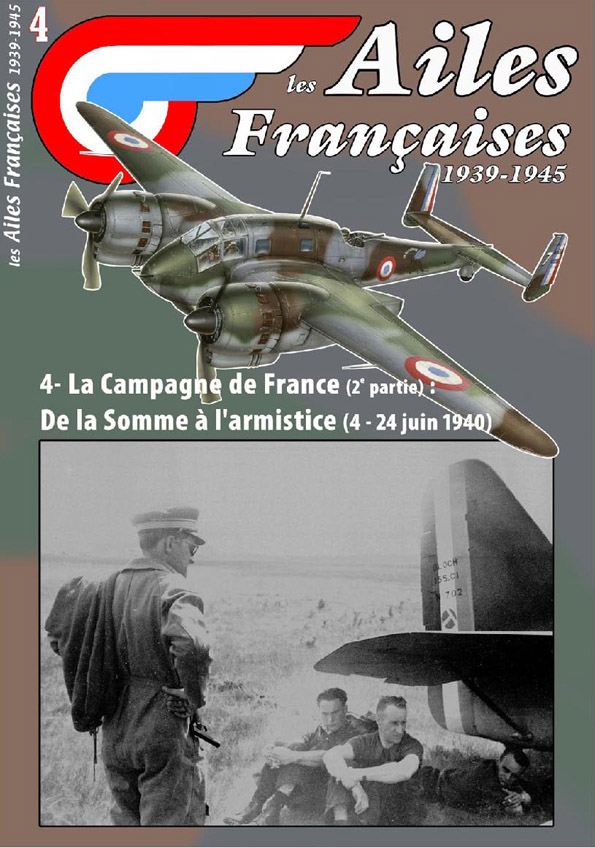 4
les Ailes Françaises 1939-1945
les Ailes
Françaises
1939-1945
4- La Campagne de France (2e partie) :
De la Somme à l'armistice (4 - 24 juin 1940)
BLOCH
155.C1
N 702